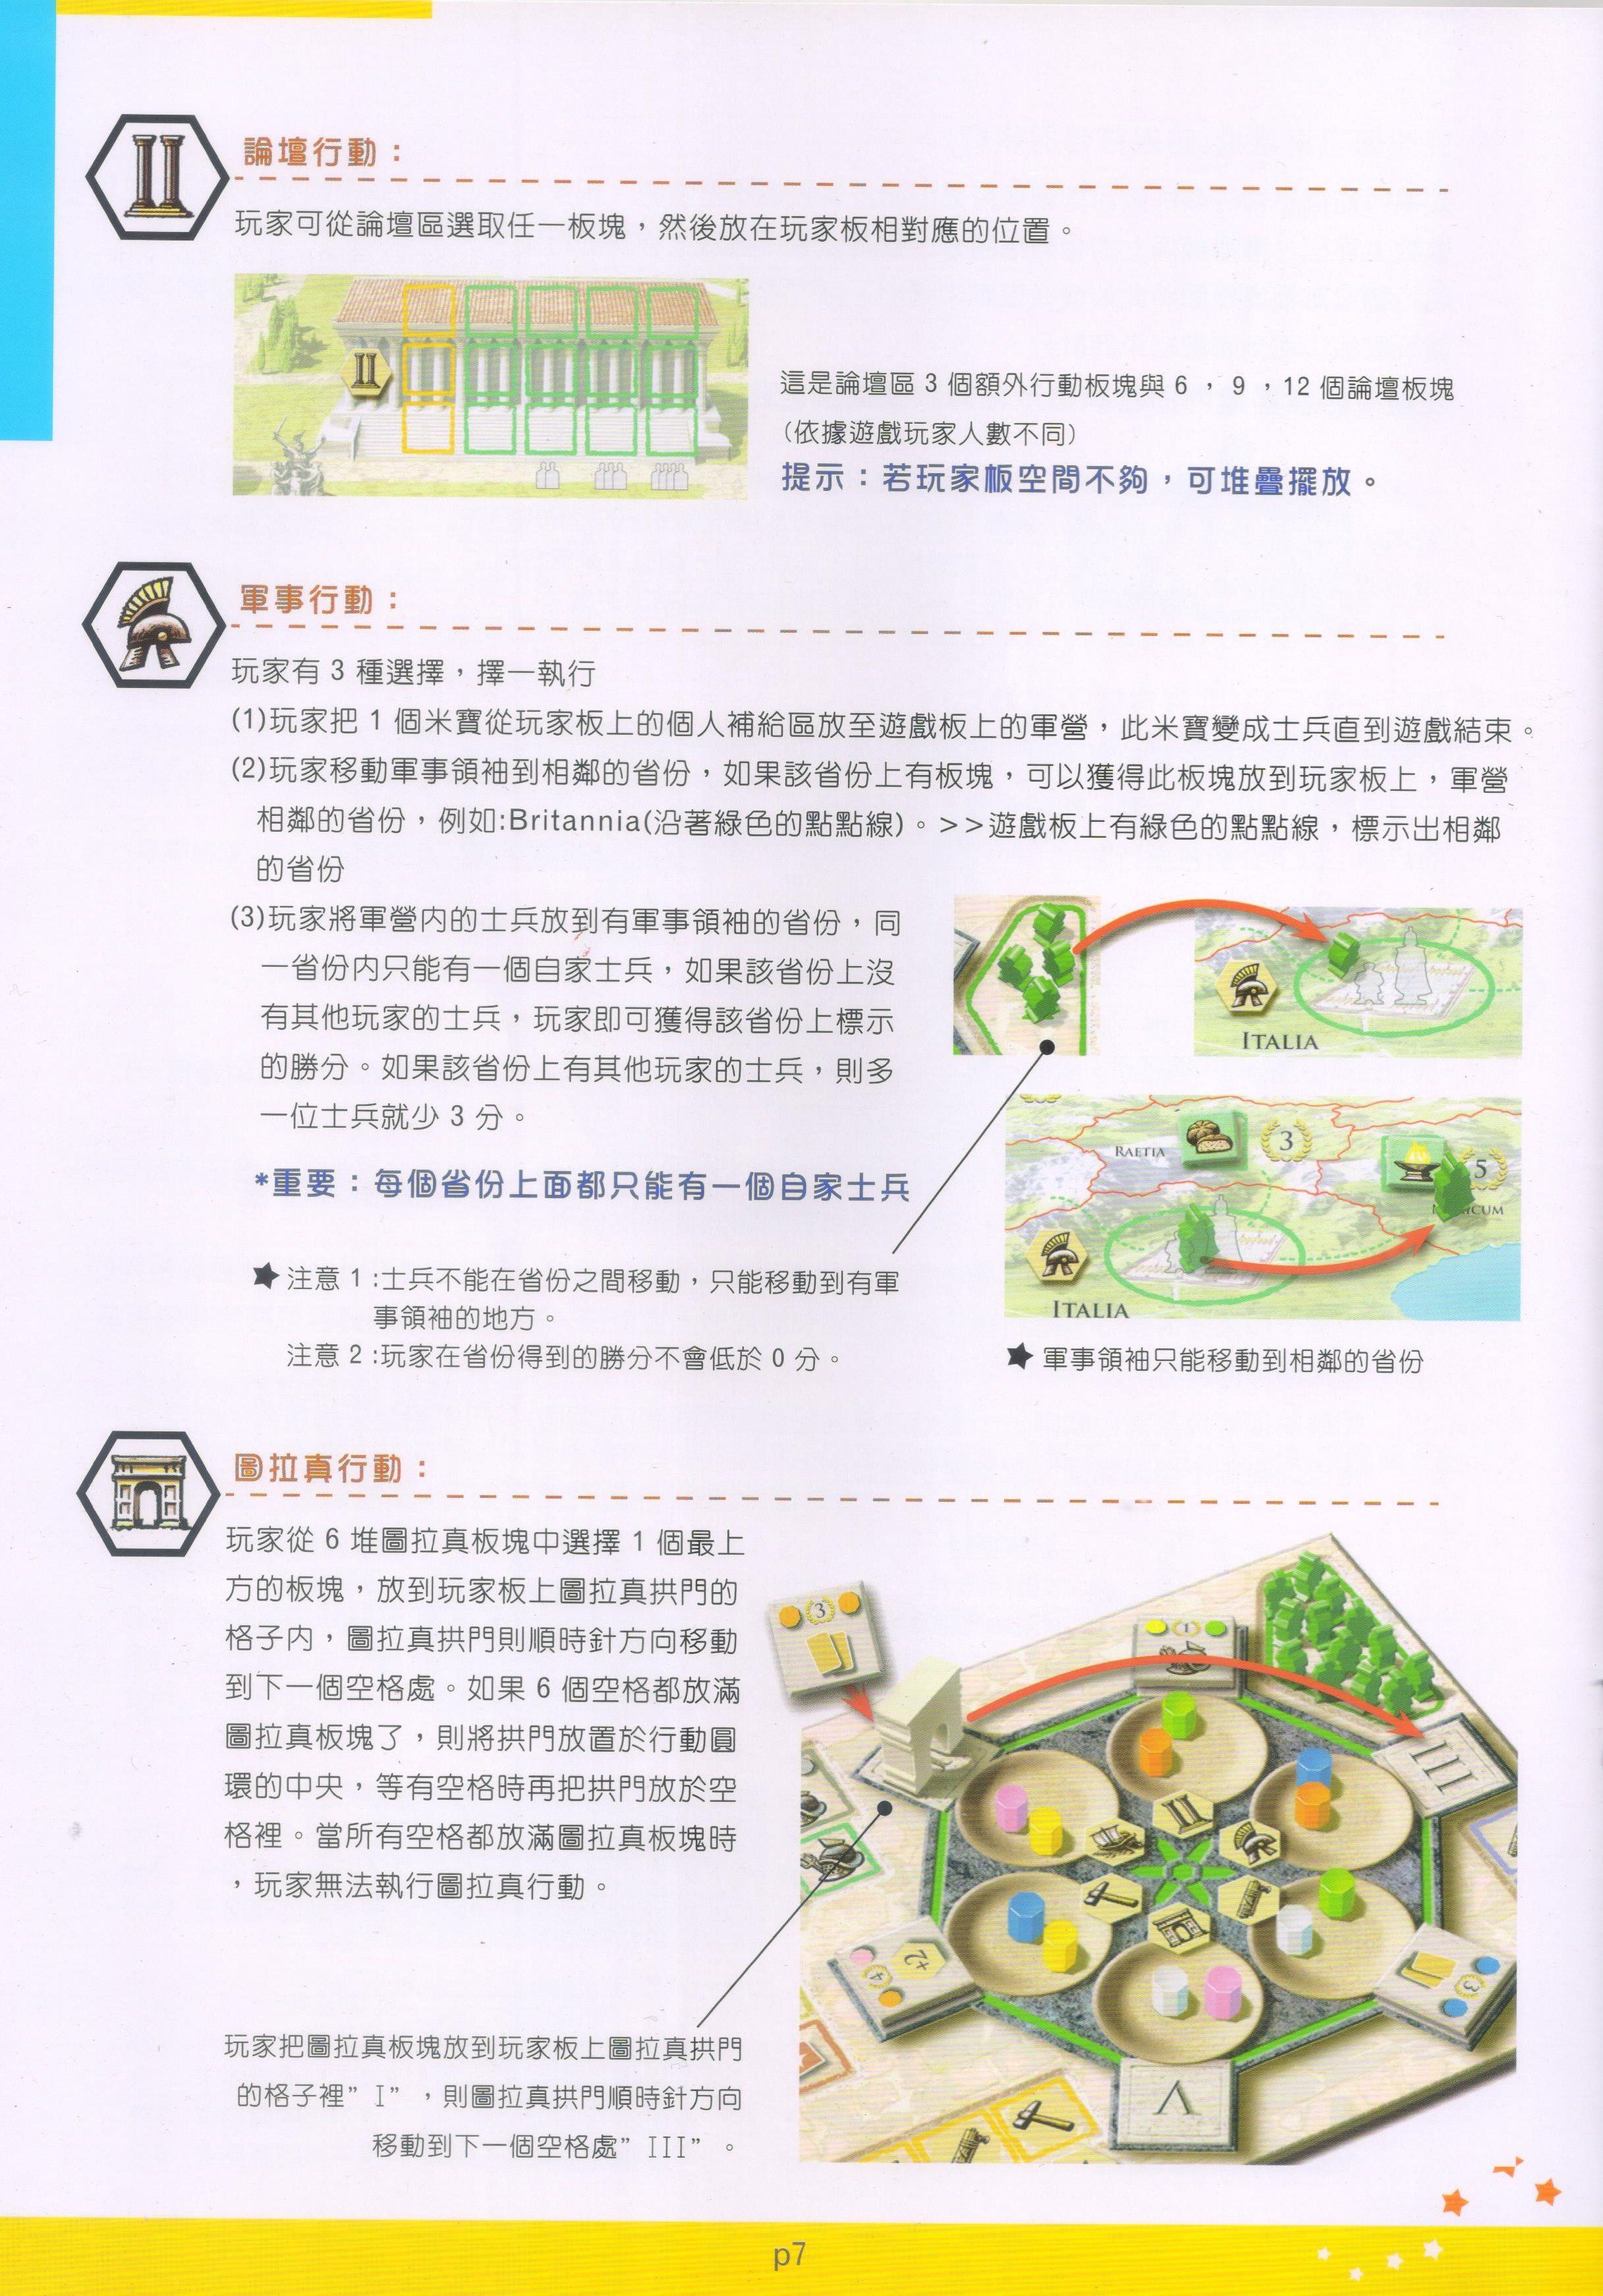 論壇行動：
玩家可從論壇區選取任一板塊，然後放在玩家板相對應的位置。
這是論壇區 3 個額外行動板塊與 6 ， 9 ，12 個論壇板塊
(依據遊戲玩家人數不同)
提示：若玩家板空間不夠，可堆疊擺放。
軍事行動：
玩家有 3 種選擇，擇一執行
(1)玩家把 1 個米寶從玩家板上的個人補給區放至遊戲板上的軍營，此米寶變成士兵直到遊戲結束。
(2)玩家移動軍事領袖到相鄰的省份，如果該省份上有板塊，可以獲得此板塊放到玩家板上，軍營
相鄰的省份，例如:Britannia(沿著綠色的點點線)。>>遊戲板上有綠色的點點線，標示出相鄰
的省份
(3)玩家將軍營內的士兵放到有軍事領袖的省份，同
一省份內只能有一個自家士兵，如果該省份上沒
有其他玩家的士兵，玩家即可獲得該省份上標示
的勝分。如果該省份上有其他玩家的士兵，則多
一位士兵就少 3 分。
*重要：每個省份上面都只能有一個自家士兵
★ 注意 1 :士兵不能在省份之間移動，只能移動到有軍
事領袖的地方。
注意 2 :玩家在省份得到的勝分不會低於 0 分。
ITALIA
RAETIA
3
5
ITALIA
★ 軍事領袖只能移動到相鄰的省份
圖拉真行動：
玩家從 6 堆圖拉真板塊中選擇 1 個最上
方的板塊，放到玩家板上圖拉真拱門的
格子內，圖拉真拱門則順時針方向移動
到下一個空格處。如果 6 個空格都放滿
圖拉真板塊了，則將拱門放置於行動圓
環的中央，等有空格時再把拱門放於空
格裡。當所有空格都放滿圖拉真板塊時
，玩家無法執行圖拉真行動。
3
1
III
+2
4
3
V
玩家把圖拉真板塊放到玩家板上圖拉真拱門
的格子裡”I” ，則圖拉真拱門順時針方向
移動到下一個空格處”III” 。
p7